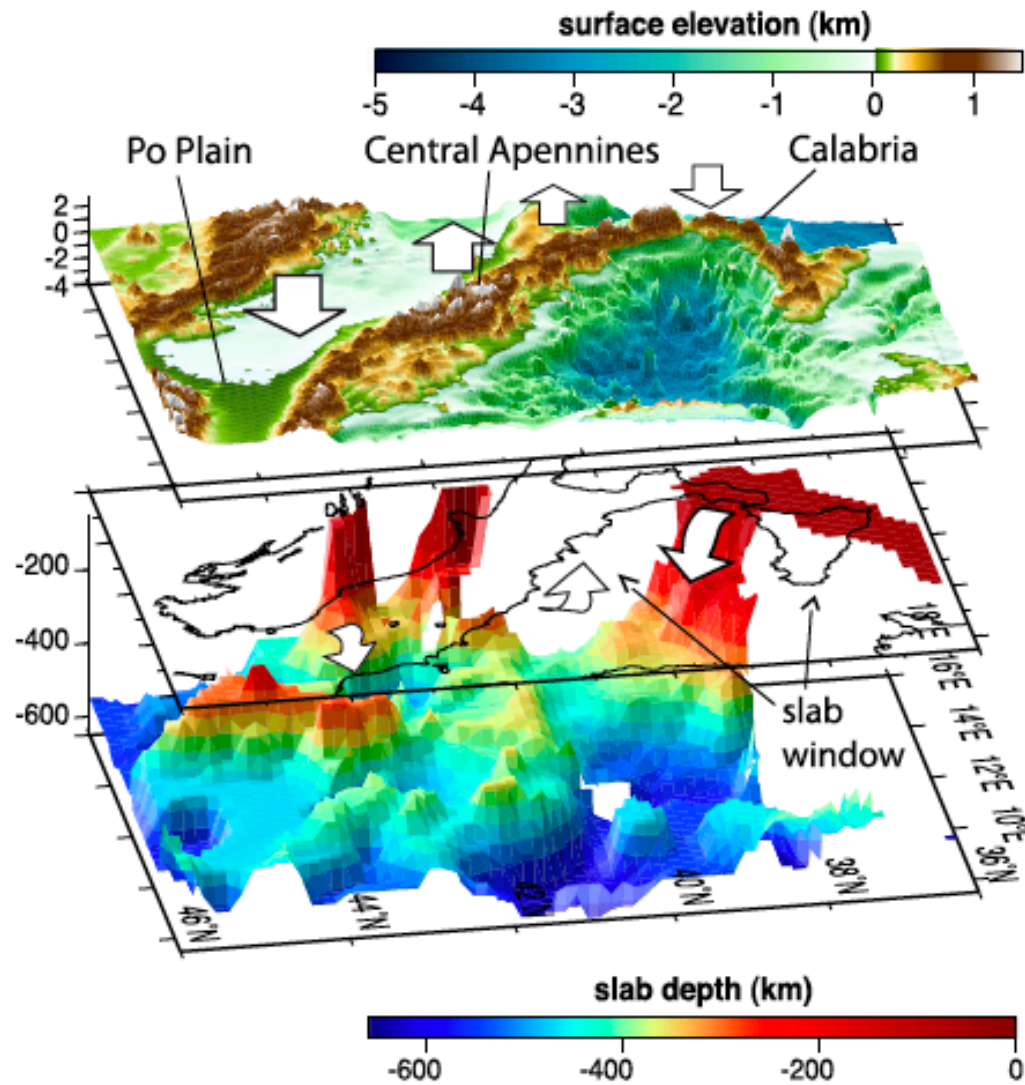 surface elevation (km)
-5 -4 -3 -2 -1 0 1
Po Plain Central Apennines Calabria
2
0
-2
-4
-200
-400
-600
slab
window
18°E
16°E
14°E
12°E
10°E
46°N
44°N
42°N
40°N
38°N
36°N
slab depth (km)
-600 -400 -200 0